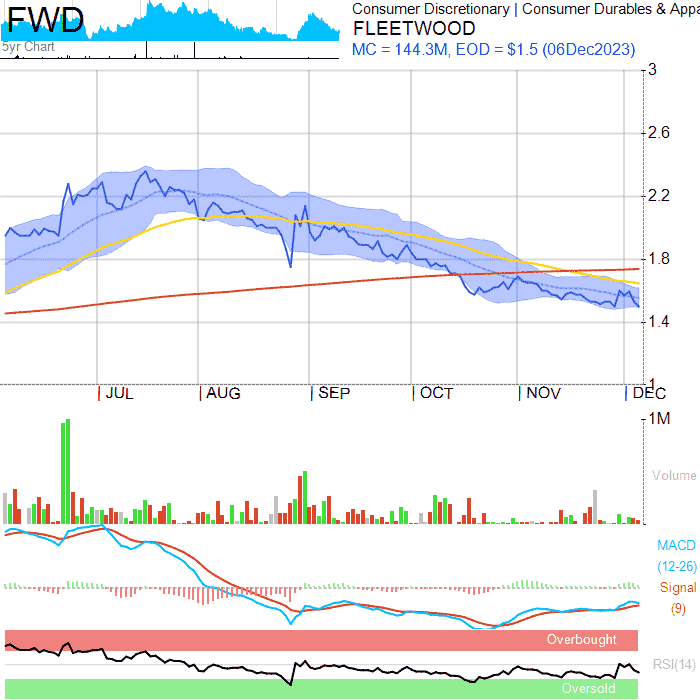 FWD
5yr Chart
Consumer Discretionary | Consumer Durables &
FLEETWOOD
MC = 144.3M, EOD = $1.5 (06Dec2023)
3
2.6
2.2
1.8
1.4
1
JUL AUG SEP OCT NOV DEC
1M
Volume
MACD
(12-26)
Signal
(9)
Overbought
RSI(14)
Oversold